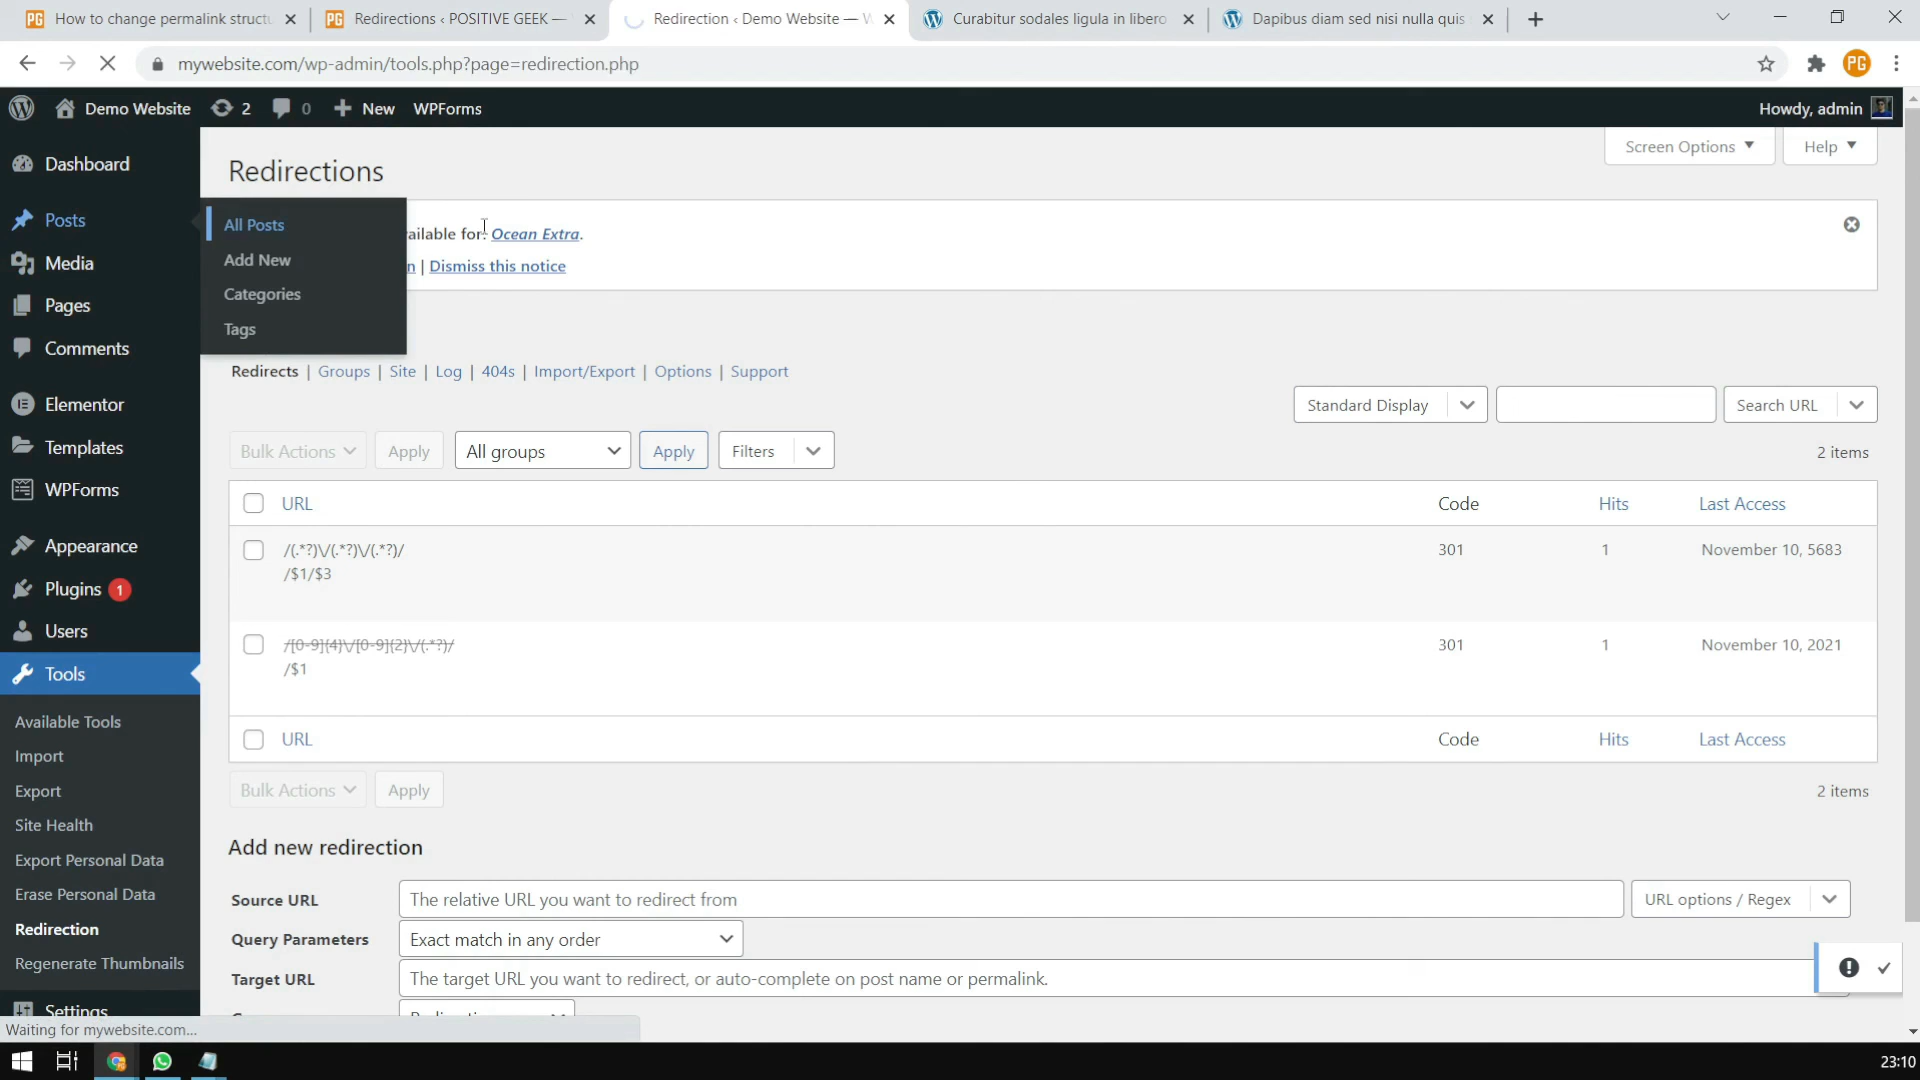 How to change permalink structu
Redirections ‹ POSITIVE GEEK —
Redirection ‹ Demo Website — W
Curabitur sodales ligula in libero
Dapibus diam sed nisi nulla quis
mywebsite.com/wp-admin/tools.php?page=redirection.php
PG
Demo Website
2
0
New
WPForms
Howdy, admin
Dashboard
Posts
Media
Pages
Comments
Elementor
Templates
WPForms
Appearance
Plugins 1
Users
Tools
Available Tools
Import
Export
Site Health
Export Personal Data
Erase Personal Data
Redirection
Regenerate Thumbnails
Settings
All Posts
Add New
Categories
Tags
Screen Options
Help
Redirections
ailable for: Ocean Extra.
n | Dismiss this notice
Redirects | Groups | Site | Log | 404s | Import/Export | Options | Support
Standard Display
Search URL
Bulk Actions
Apply
All groups
Apply
Filters
2 items
URL
Code
Hits
Last Access
/(.*?)\/(.*?)\/(.*?)/
301
1
November 10, 5683
/$1/$3
/[0-9]{4}\/[0-9]{2}\/(.*?)/
301
1
November 10, 2021
/$1
URL
Code
Hits
Last Access
Bulk Actions
Apply
2 items
Add new redirection
Source URL
The relative URL you want to redirect from
URL options / Regex
Query Parameters
Exact match in any order
Target URL
The target URL you want to redirect, or auto-complete on post name or permalink.
Waiting for mywebsite.com...
23:10